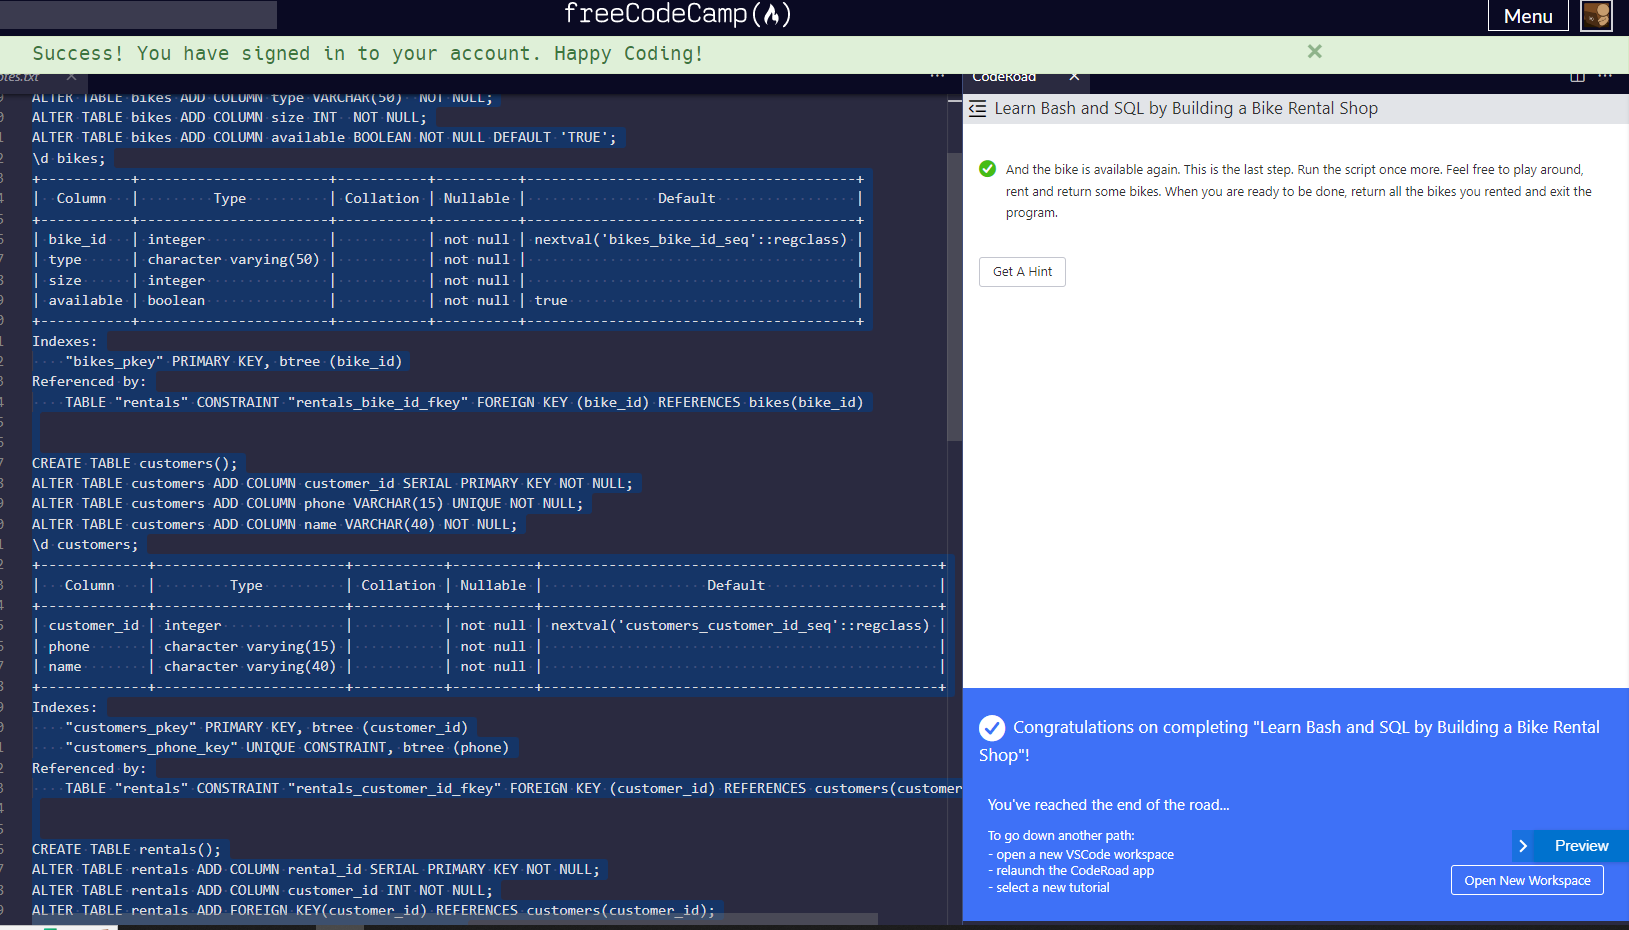 freeCodeCamp
Menu
Success! You have signed in to your account. Happy Coding!
otes.txt
ALTER TABLE bikes ADD COLUMN type VARCHAR(50)  NOT NULL;
ALTER TABLE bikes ADD COLUMN size INT  NOT NULL;
ALTER TABLE bikes ADD COLUMN available BOOLEAN NOT NULL DEFAULT 'TRUE';
\d bikes;
+-----------+-----------------------+-----------+----------+----------------------------------------+
|  Column   |         Type          | Collation | Nullable |                Default                 |
+-----------+-----------------------+-----------+----------+----------------------------------------+
| bike_id   | integer               |           | not null | nextval('bikes_bike_id_seq'::regclass) |
| type      | character varying(50) |           | not null |                                        |
| size      | integer               |           | not null |                                        |
| available | boolean               |           | not null | true                                   |
+-----------+-----------------------+-----------+----------+----------------------------------------+
Indexes:
    "bikes_pkey" PRIMARY KEY, btree (bike_id)
Referenced by:
    TABLE "rentals" CONSTRAINT "rentals_bike_id_fkey" FOREIGN KEY (bike_id) REFERENCES bikes(bike_id)
CREATE TABLE customers();
ALTER TABLE customers ADD COLUMN customer_id SERIAL PRIMARY KEY NOT NULL;
ALTER TABLE customers ADD COLUMN phone VARCHAR(15) UNIQUE NOT NULL;
ALTER TABLE customers ADD COLUMN name VARCHAR(40) NOT NULL;
\d customers;
+-------------+-----------------------+-----------+----------+------------------------------------------------+
|   Column    |         Type          | Collation | Nullable |                    Default                     |
+-------------+-----------------------+-----------+----------+------------------------------------------------+
| customer_id | integer               |           | not null | nextval('customers_customer_id_seq'::regclass) |
| phone       | character varying(15) |           | not null |                                                |
| name        | character varying(40) |           | not null |                                                |
+-------------+-----------------------+-----------+----------+------------------------------------------------+
Indexes:
    "customers_pkey" PRIMARY KEY, btree (customer_id)
    "customers_phone_key" UNIQUE CONSTRAINT, btree (phone)
Referenced by:
    TABLE "rentals" CONSTRAINT "rentals_customer_id_fkey" FOREIGN KEY (customer_id) REFERENCES customers(customer
CREATE TABLE rentals();
ALTER TABLE rentals ADD COLUMN rental_id SERIAL PRIMARY KEY NOT NULL;
ALTER TABLE rentals ADD COLUMN customer_id INT NOT NULL;
ALTER TABLE rentals ADD FOREIGN KEY(customer_id) REFERENCES customers(customer_id);
CodeRoad
Learn Bash and SQL by Building a Bike Rental Shop
And the bike is available again. This is the last step. Run the script once more. Feel free to play around,
rent and return some bikes. When you are ready to be done, return all the bikes you rented and exit the
program.
Get A Hint
Congratulations on completing "Learn Bash and SQL by Building a Bike Rental
Shop"!
You've reached the end of the road...
To go down another path:
- open a new VSCode workspace
- relaunch the CodeRoad app
- select a new tutorial
Preview
Open New Workspace